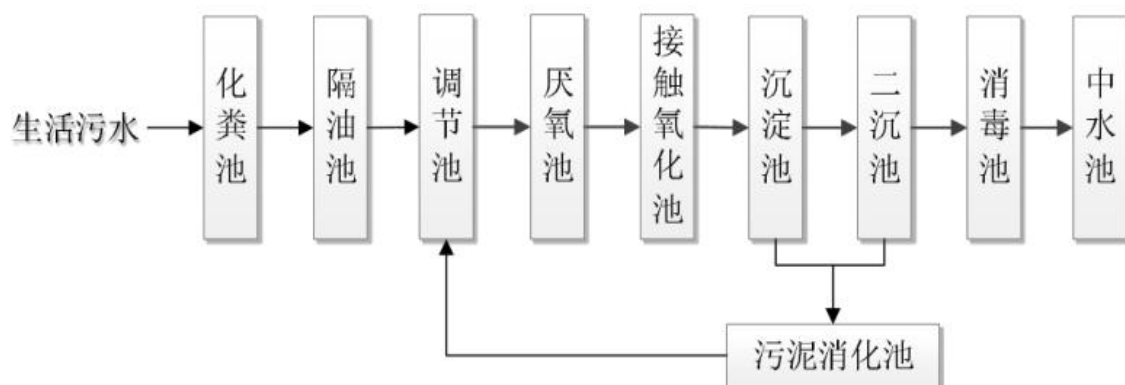 生活污水
化粪池
隔油池
调节池
厌氧池
接触氧化池
沉淀池
二沉池
消毒池
中水池
污泥消化池